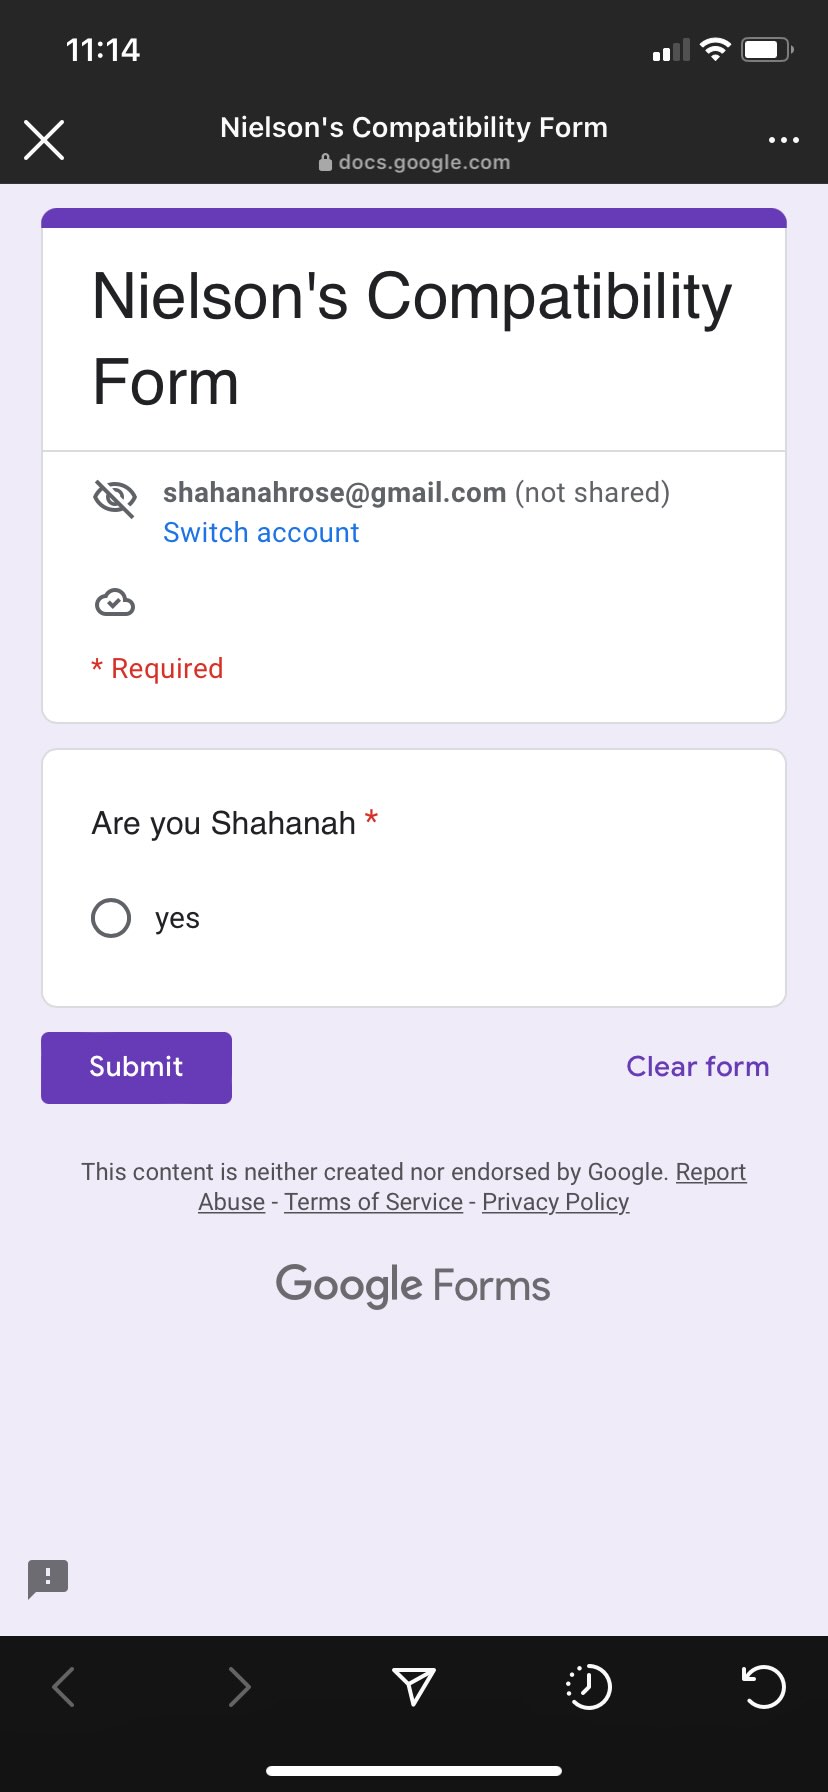 11:14
Nielson's Compatibility Form
docs.google.com
Nielson's Compatibility
Form
shahanahrose@gmail.com (not shared)
Switch account
* Required
Are you Shahanah *
yes
Submit
Clear form
This content is neither created nor endorsed by Google. Report
Abuse - Terms of Service - Privacy Policy
Google Forms